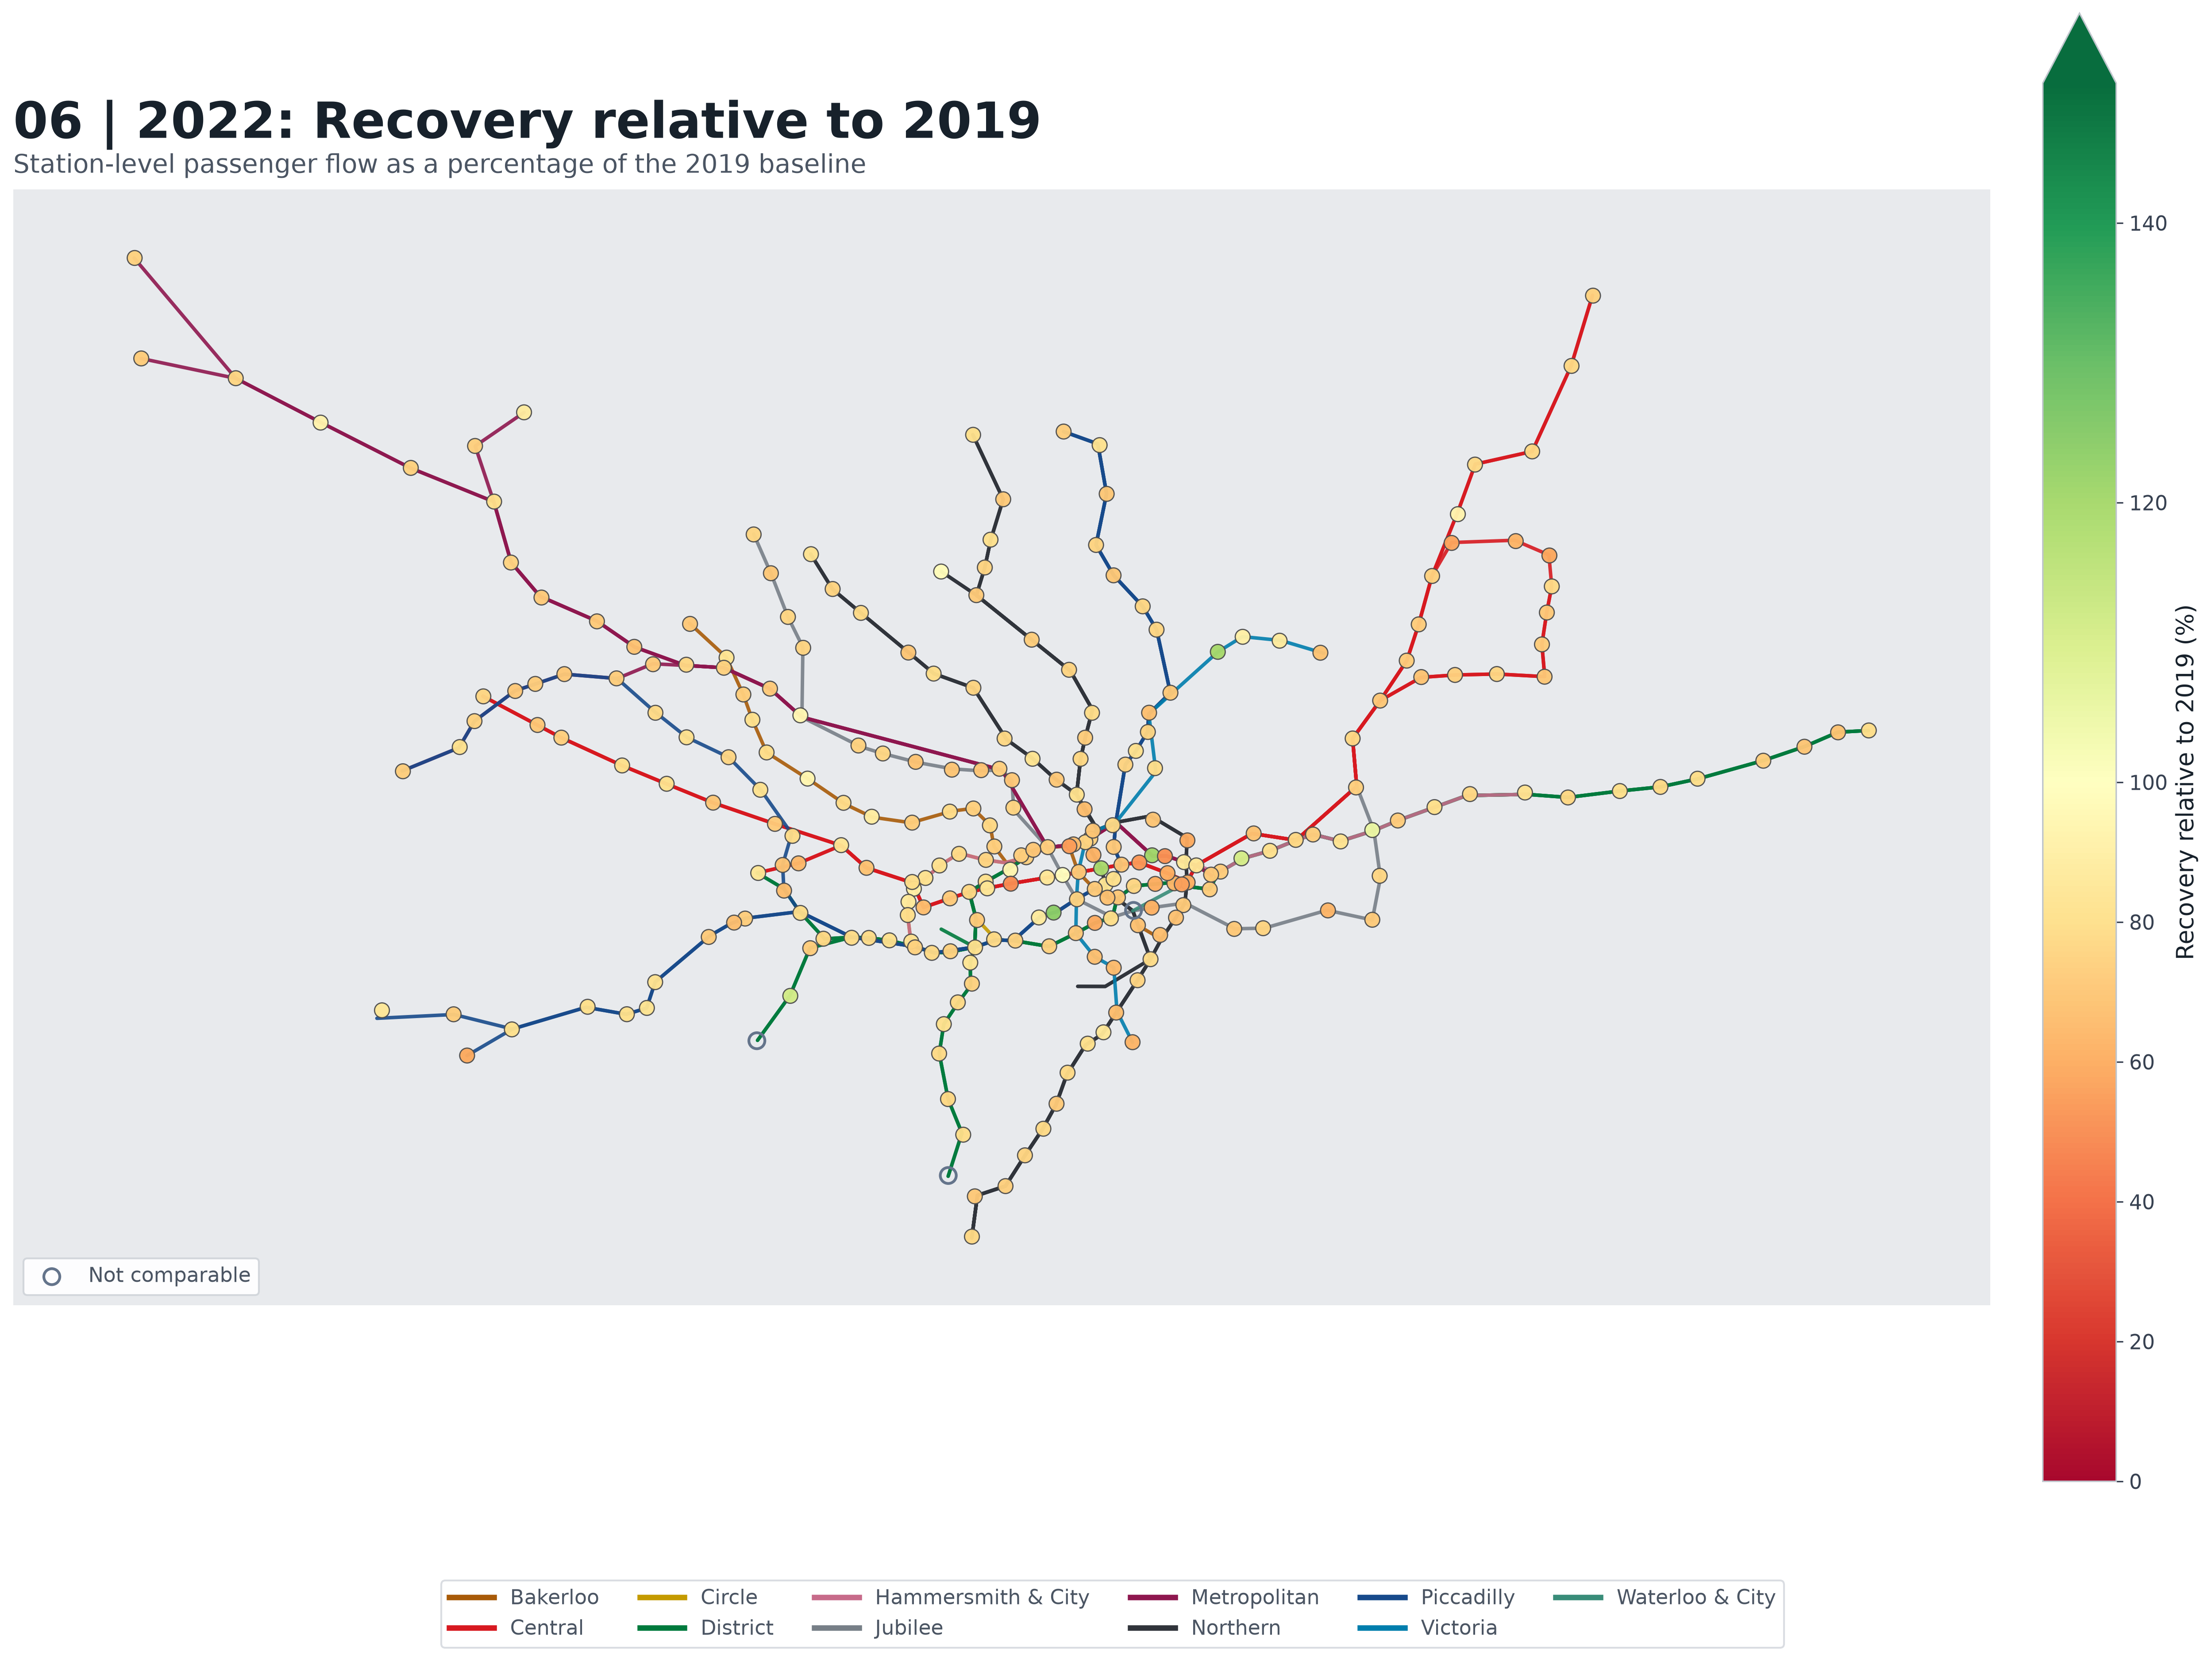 06 | 2022: Recovery relative to 2019
Station-level passenger flow as a percentage of the 2019 baseline
140
120
100
80
60
40
20
0
Recovery relative to 2019 (%)
Not comparable
Bakerloo
Central
Circle
District
Hammersmith & City
Jubilee
Metropolitan
Northern
Piccadilly
Victoria
Waterloo & City